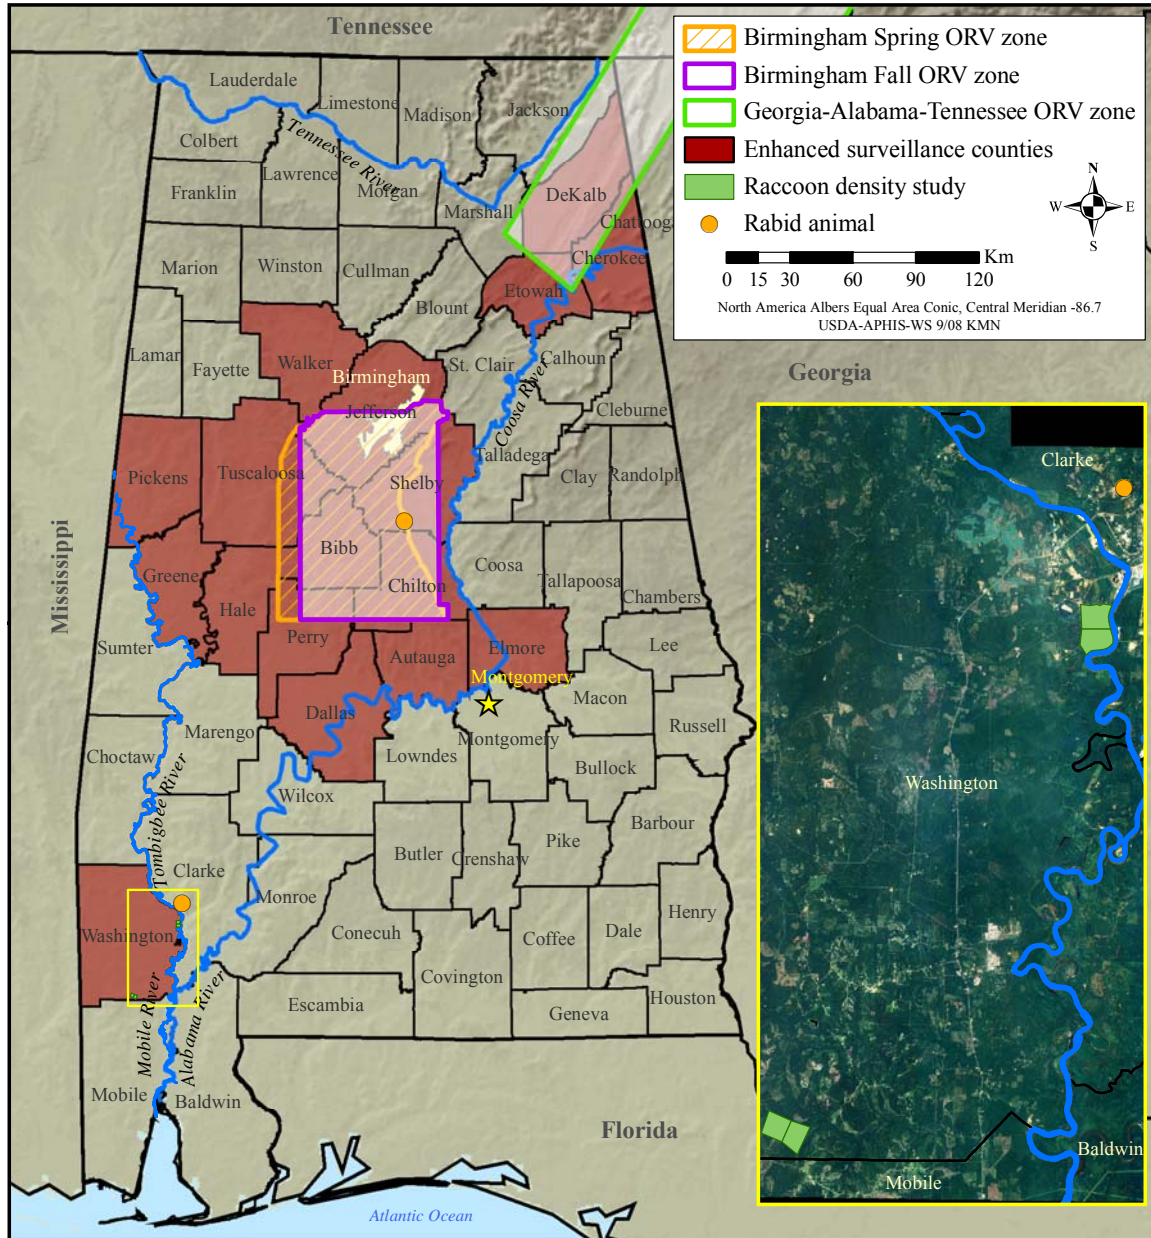 Tennessee
Birmingham Spring ORV zone
Birmingham Fall ORV zone
Georgia-Alabama-Tennessee ORV zone
Enhanced surveillance counties
Raccoon density study
Rabid animal
N
W
E
S
Km
0 15 30 60 90 120
North America Albers Equal Area Conic, Central Meridian -86.7
USDA-APHIS-WS 9/08 KMN
Lauderdale
Limestone
Madison
Jackson
Colbert
Tennessee River
Lawrence
Franklin
Morgan
Marshall
DeKalb
Chattooga
Cherokee
Marion
Winston
Cullman
Etowah
Blount
Lamar
Fayette
Walker
St. Clair
Calhoun
Georgia
Birmingham
Jefferson
Coosa River
Cleburne
Talladega
Pickens
Tuscaloosa
Shelby
Clay
Randolph
Mississippi
Bibb
Greene
Chilton
Coosa
Tallapoosa
Chambers
Hale
Perry
Sumter
Autauga
Elmore
Lee
Montgomery
Dallas
Macon
Marengo
Montgomery
Russell
Choctaw
Lowndes
Bullock
Wilcox
Tombigbee River
Barbour
Clarke
Butler
Crenshaw
Pike
Monroe
Henry
Washington
Conecuh
Coffee
Dale
Covington
Escambia
Geneva
Houston
Mobile River
Alabama River
Mobile
Baldwin
Florida
Atlantic Ocean
Clarke
Washington
Baldwin
Mobile